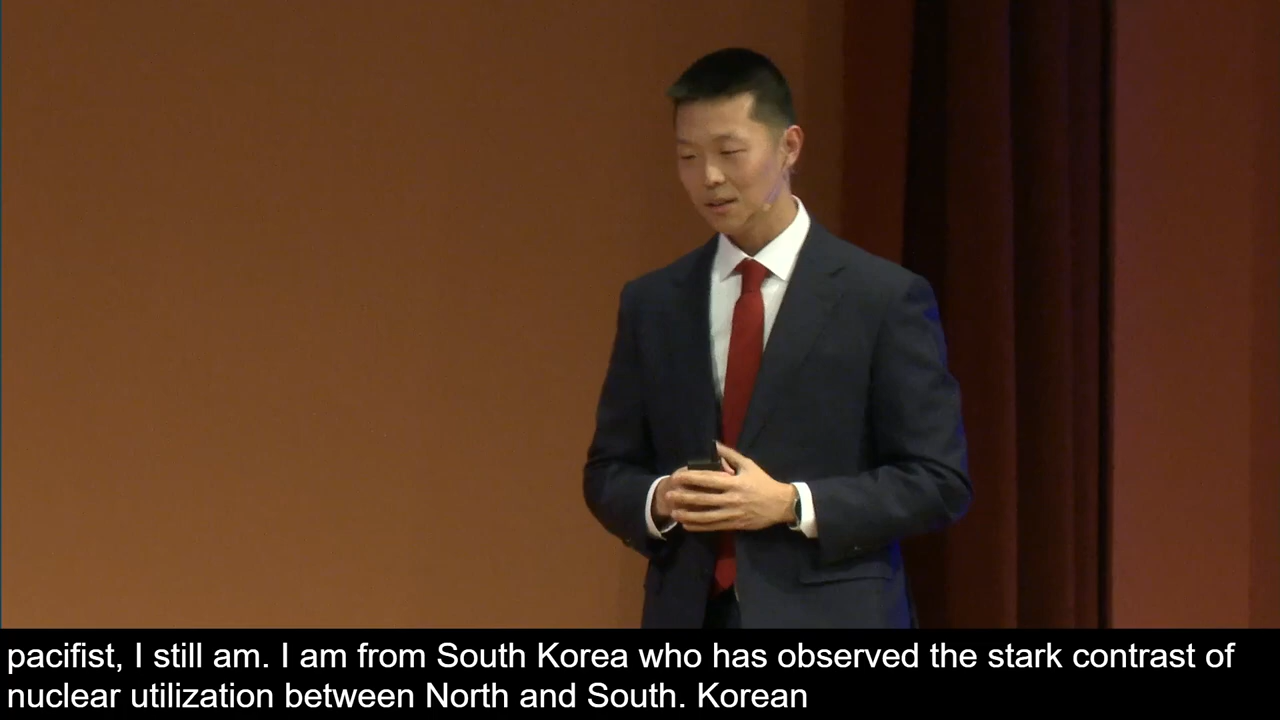 pacifist, I still am. I am from South Korea who has observed the stark contrast of
nuclear utilization between North and South. Korean